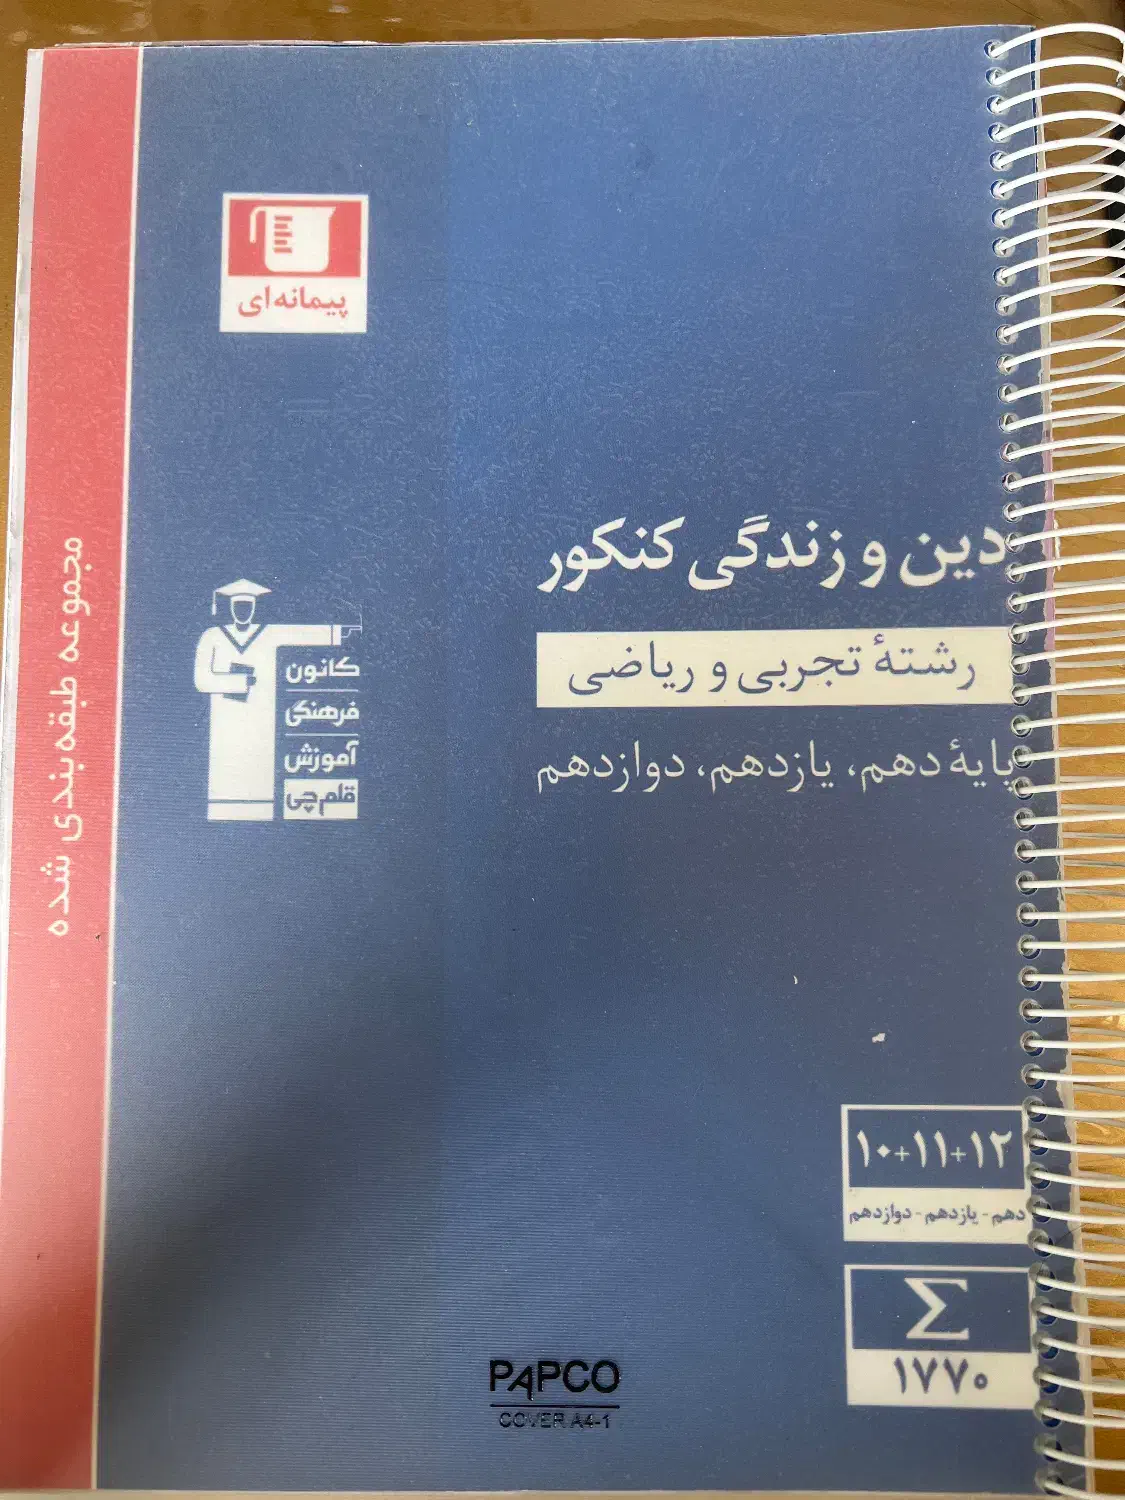 پیمانه‌ای
دین و زندگی کنکور
رشتهٔ تجربی و ریاضی
پایهٔ دهم، یازدهم، دوازدهم
کانون
فرهنگی
آموزش
قلم‌چی
مجموعه طبقه‌بندی شده
۱۰+۱۱+۱۲
دهم - یازدهم - دوازدهم
Σ
۱۷۷۰
PAPCO
COVER A4-1